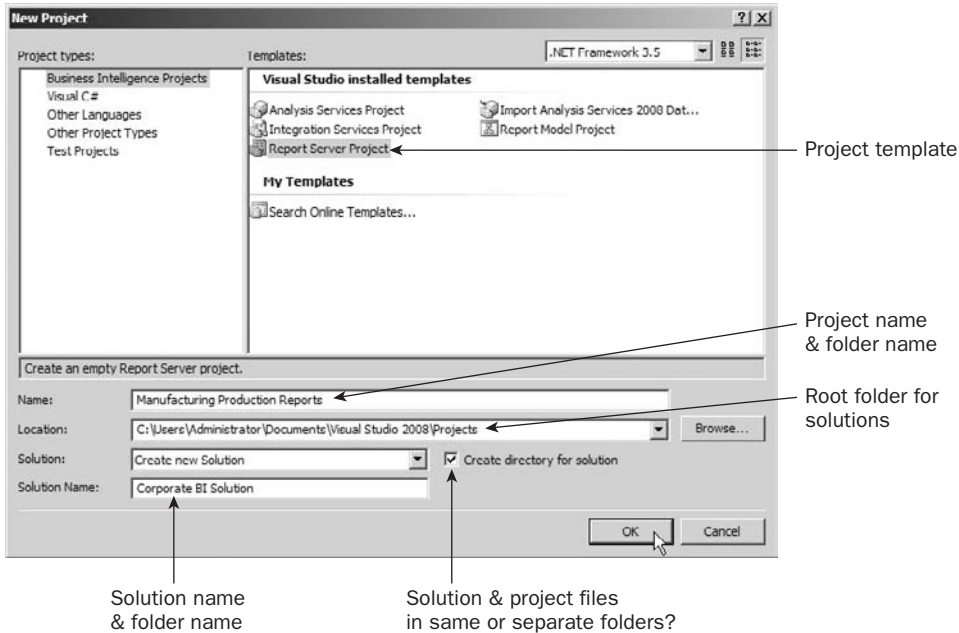 New Project
Project types:
Templates:
.NET Framework 3.5
Business Intelligence Projects
Visual C#
Other Languages
Other Project Types
Test Projects
Visual Studio installed templates
Analysis Services Project
Import Analysis Services 2008 Dat...
Integration Services Project
Report Model Project
Report Server Project
Project template
My Templates
Search Online Templates...
Project name
& folder name
Create an empty Report Server project.
Name:
Manufacturing Production Reports
Root folder for
solutions
Location:
C:\Users\Administrator\Documents\Visual Studio 2008\Projects
Browse...
Solution:
Create new Solution
Create directory for solution
Solution Name:
Corporate BI Solution
OK
Cancel
Solution name
& folder name
Solution & project files
in same or separate folders?